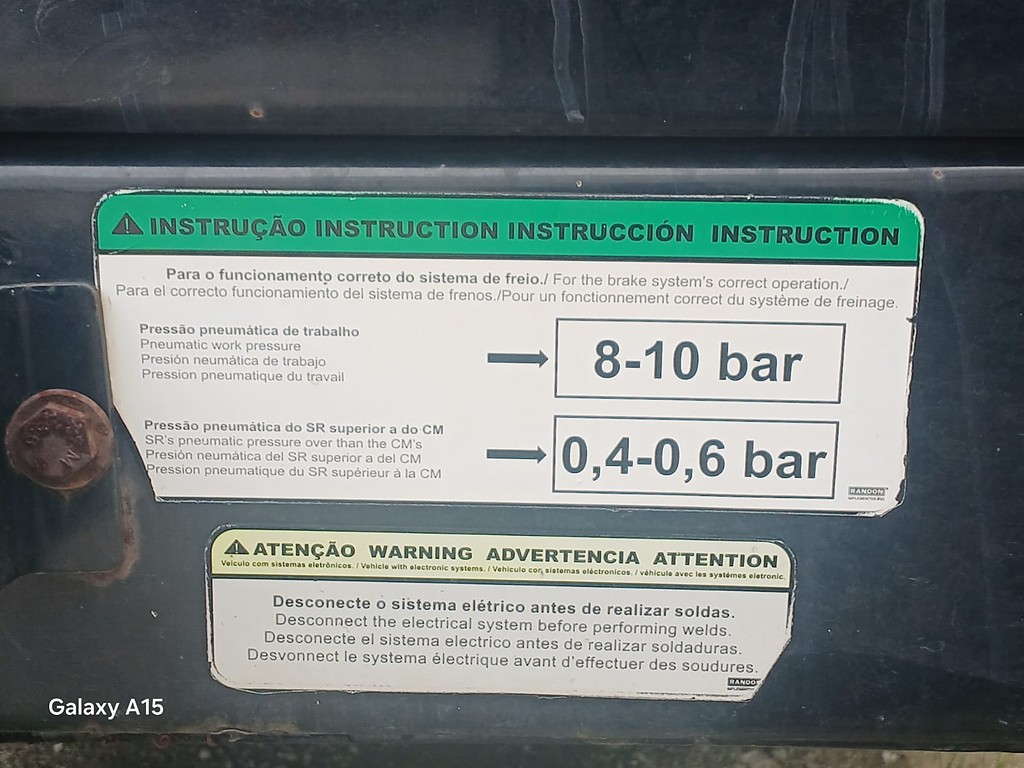 INSTRUÇÃO INSTRUCTION INSTRUCCIÓN INSTRUCTION
Para o funcionamento correto do sistema de freio./ For the brake system's correct operation./
Para el correcto funcionamiento del sistema de frenos./Pour un fonctionnement correct du système de freinage.
Pressão pneumática de trabalho
Pneumatic work pressure
Presión neumática de trabajo
Pression pneumatique du travail
8-10 bar
Pressão pneumática do SR superior a do CM
SR's pneumatic pressure over than the CM's
Presión neumática del SR superior a del CM
Pression pneumatique du SR supérieur à la CM
0,4-0,6 bar
RANDON
IMPLEMENTOS
ATENÇÃO WARNING ADVERTENCIA ATTENTION
Veículo com sistemas eletrônicos. / Vehicle with electronic systems. / Vehículo con sistemas eléctronicos. / véhicule avec les systémes eletronic.
Desconecte o sistema elétrico antes de realizar soldas.
Desconnect the electrical system before performing welds.
Desconecte el sistema electrico antes de realizar soldaduras.
Desvonnect le systema électrique avant d'effectuer des soudures.
RANDON
Galaxy A15